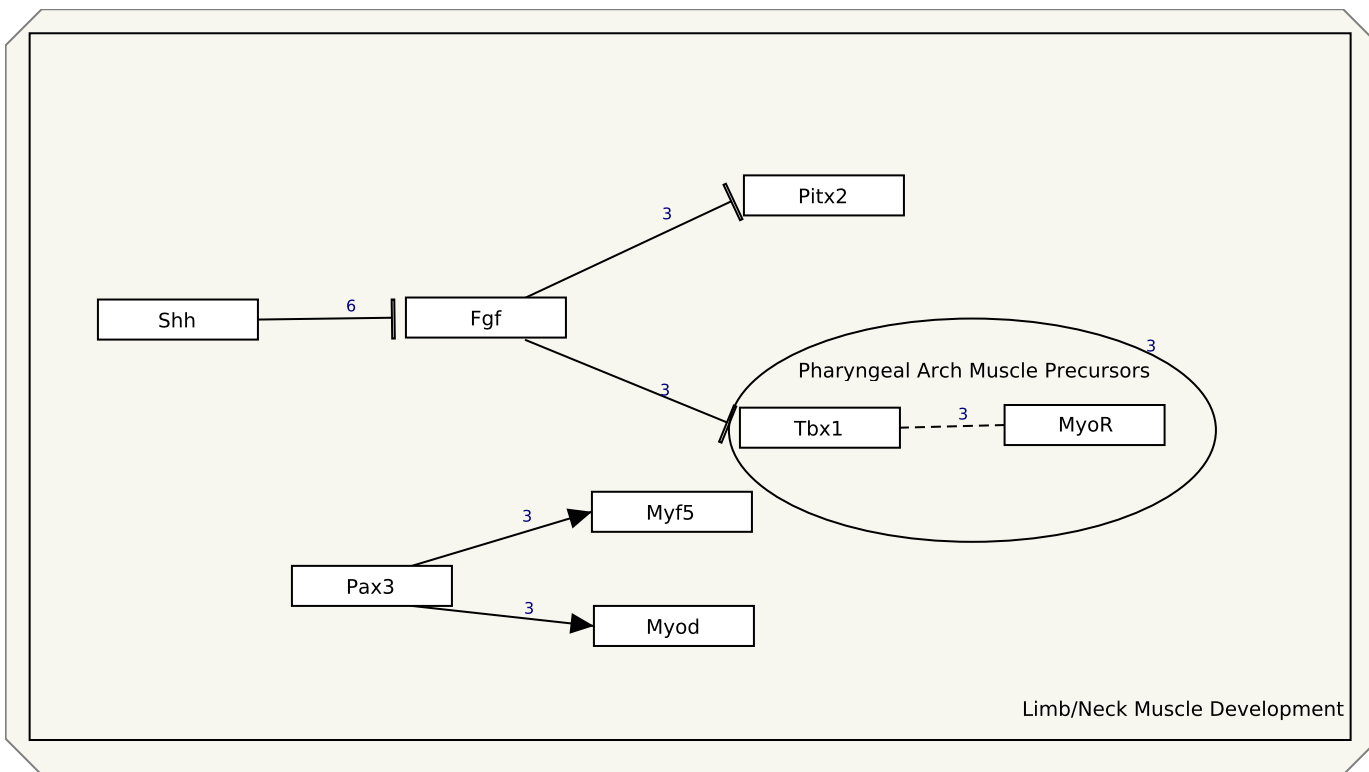 Pitx2
3
6
Shh
Fgf
3
Pharyngeal Arch Muscle Precursors
3
3
Tbx1
MyoR
Myf5
3
Pax3
3
Myod
Limb/Neck Muscle Development